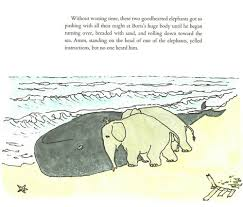 Without wasting time, these two goodhearted elephants got to
pushing with all their might at Boris's huge body until he began
turning over, breaded with sand, and rolling down toward the
sea. Amos, standing on the head of one of the elephants, yelled
instructions, but no one heard him.